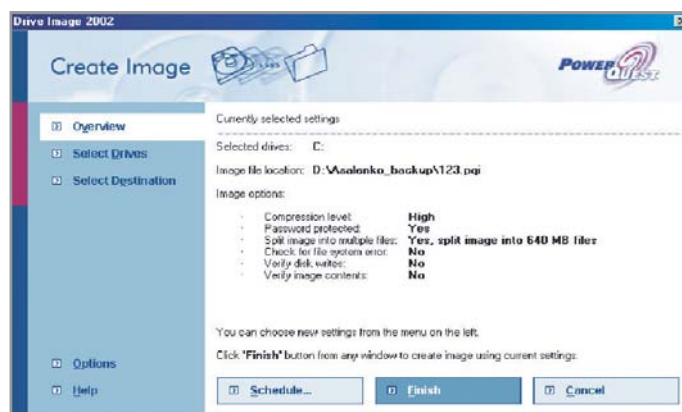 Drive Image 2002
Create Image
PowerQuest
Overview
Select Drives
Select Destination
Options
Help
Currently selected settings
Selected drives: C:
Image file location: D:\Asalenko_backup\123.pqi
Image options:
· Compression level: High
· Password protected: Yes
· Split image into multiple files: Yes, split image into 640 MB files
· Check for file system error: No
· Verify disk writes: No
· Verify image contents: No
You can choose new settings from the menu on the left.
Click "Finish" button from any window to create image using current settings.
Schedule...
Finish
Cancel